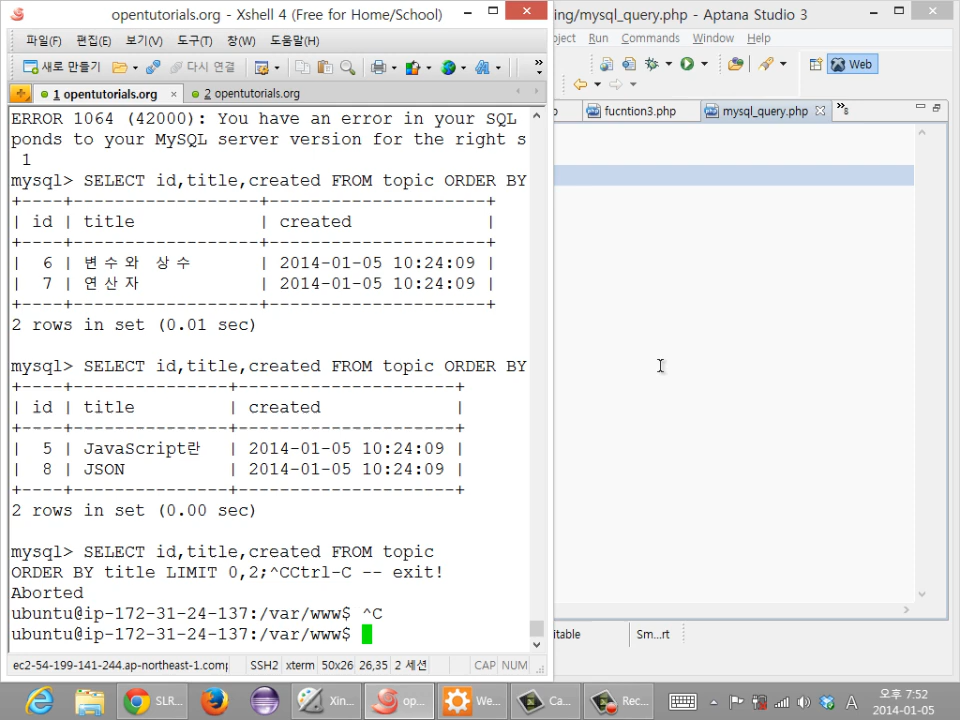 opentutorials.org - Xshell 4 (Free for Home/School)
ing/mysql_query.php - Aptana Studio 3
파일(F) 편집(E) 보기(V) 도구(T) 창(W) 도움말(H)
ject Run Commands Window Help
새로 만들기 다시 연결
Web
1 opentutorials.org × 2 opentutorials.org
fucntion3.php mysql_query.php
ERROR 1064 (42000): You have an error in your SQL
ponds to your MySQL server version for the right s
1
mysql> SELECT id,title,created FROM topic ORDER BY
+----+------------------+---------------------+
| id | title | created |
+----+------------------+---------------------+
| 6 | 변수와 상수 | 2014-01-05 10:24:09 |
| 7 | 연산자 | 2014-01-05 10:24:09 |
+----+------------------+---------------------+
2 rows in set (0.01 sec)
mysql> SELECT id,title,created FROM topic ORDER BY
+----+---------------+---------------------+
| id | title | created |
+----+---------------+---------------------+
| 5 | JavaScript란 | 2014-01-05 10:24:09 |
| 8 | JSON | 2014-01-05 10:24:09 |
+----+---------------+---------------------+
2 rows in set (0.00 sec)
mysql> SELECT id,title,created FROM topic
ORDER BY title LIMIT 0,2;^CCtrl-C -- exit!
Aborted
ubuntu@ip-172-31-24-137:/var/www$ ^C
ubuntu@ip-172-31-24-137:/var/www$
itable Sm...rt
ec2-54-199-141-244.ap-northeast-1.comp SSH2 xterm 50x26 26,35 2 세션 CAP NUM
SLR... Xin... op... We... Ca... Rec... A
오후 7:52
2014-01-05